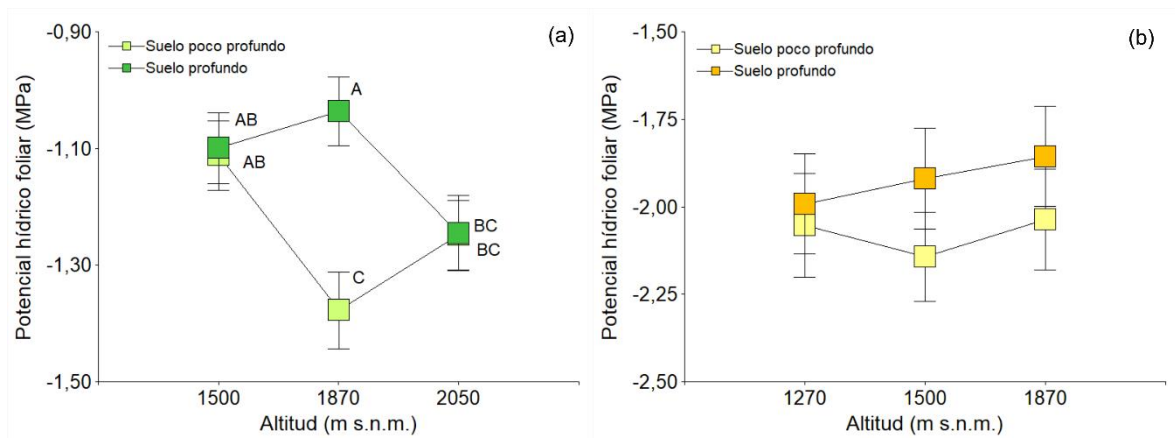 (a)
Suelo poco profundo
Suelo profundo
Potencial hídrico foliar (MPa)
-0,90
-1,10
-1,30
-1,50
A
AB
AB
BC
BC
C
1500 1870 2050
Altitud (m s.n.m.)
(b)
Suelo poco profundo
Suelo profundo
Potencial hídrico foliar (MPa)
-1,50
-1,75
-2,00
-2,25
-2,50
1270 1500 1870
Altitud (m s.n.m.)